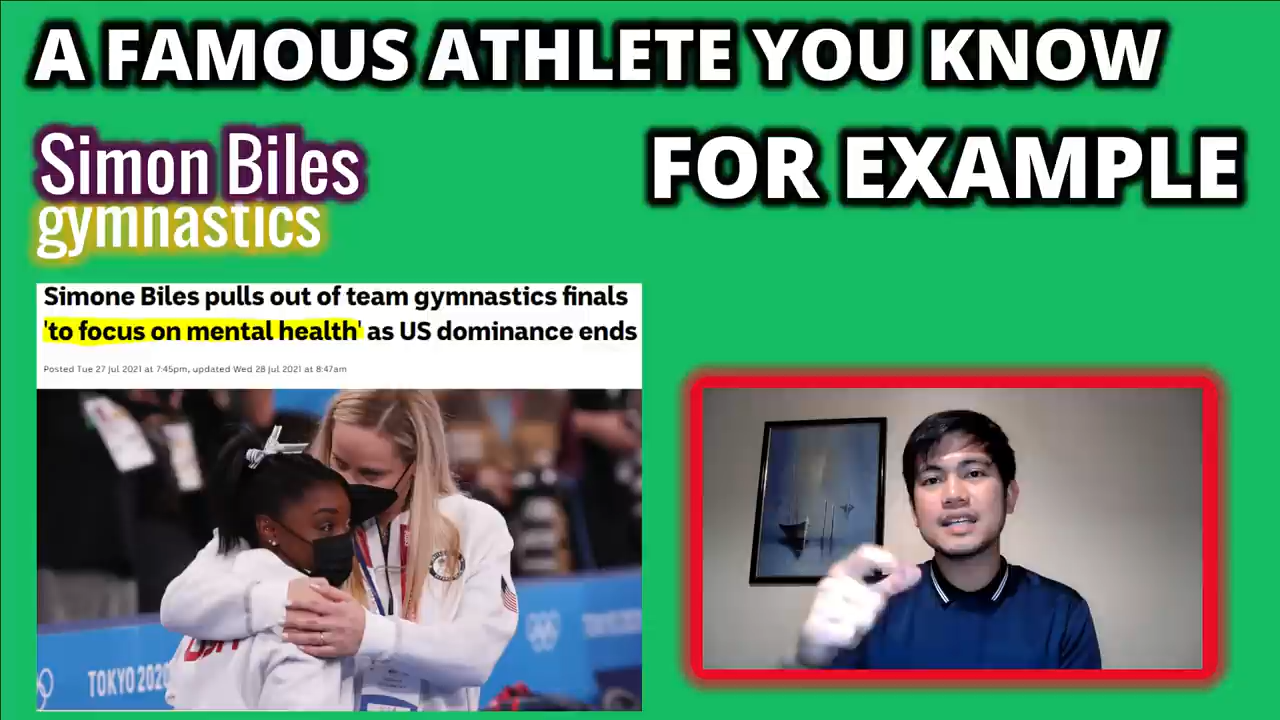 A FAMOUS ATHLETE YOU KNOW
FOR EXAMPLE
Simon Biles
gymnastics
Simone Biles pulls out of team gymnastics finals
'to focus on mental health' as US dominance ends
Posted Tue 27 Jul 2021 at 7:45pm, updated Wed 28 Jul 2021 at 8:47am
TOKYO 2020